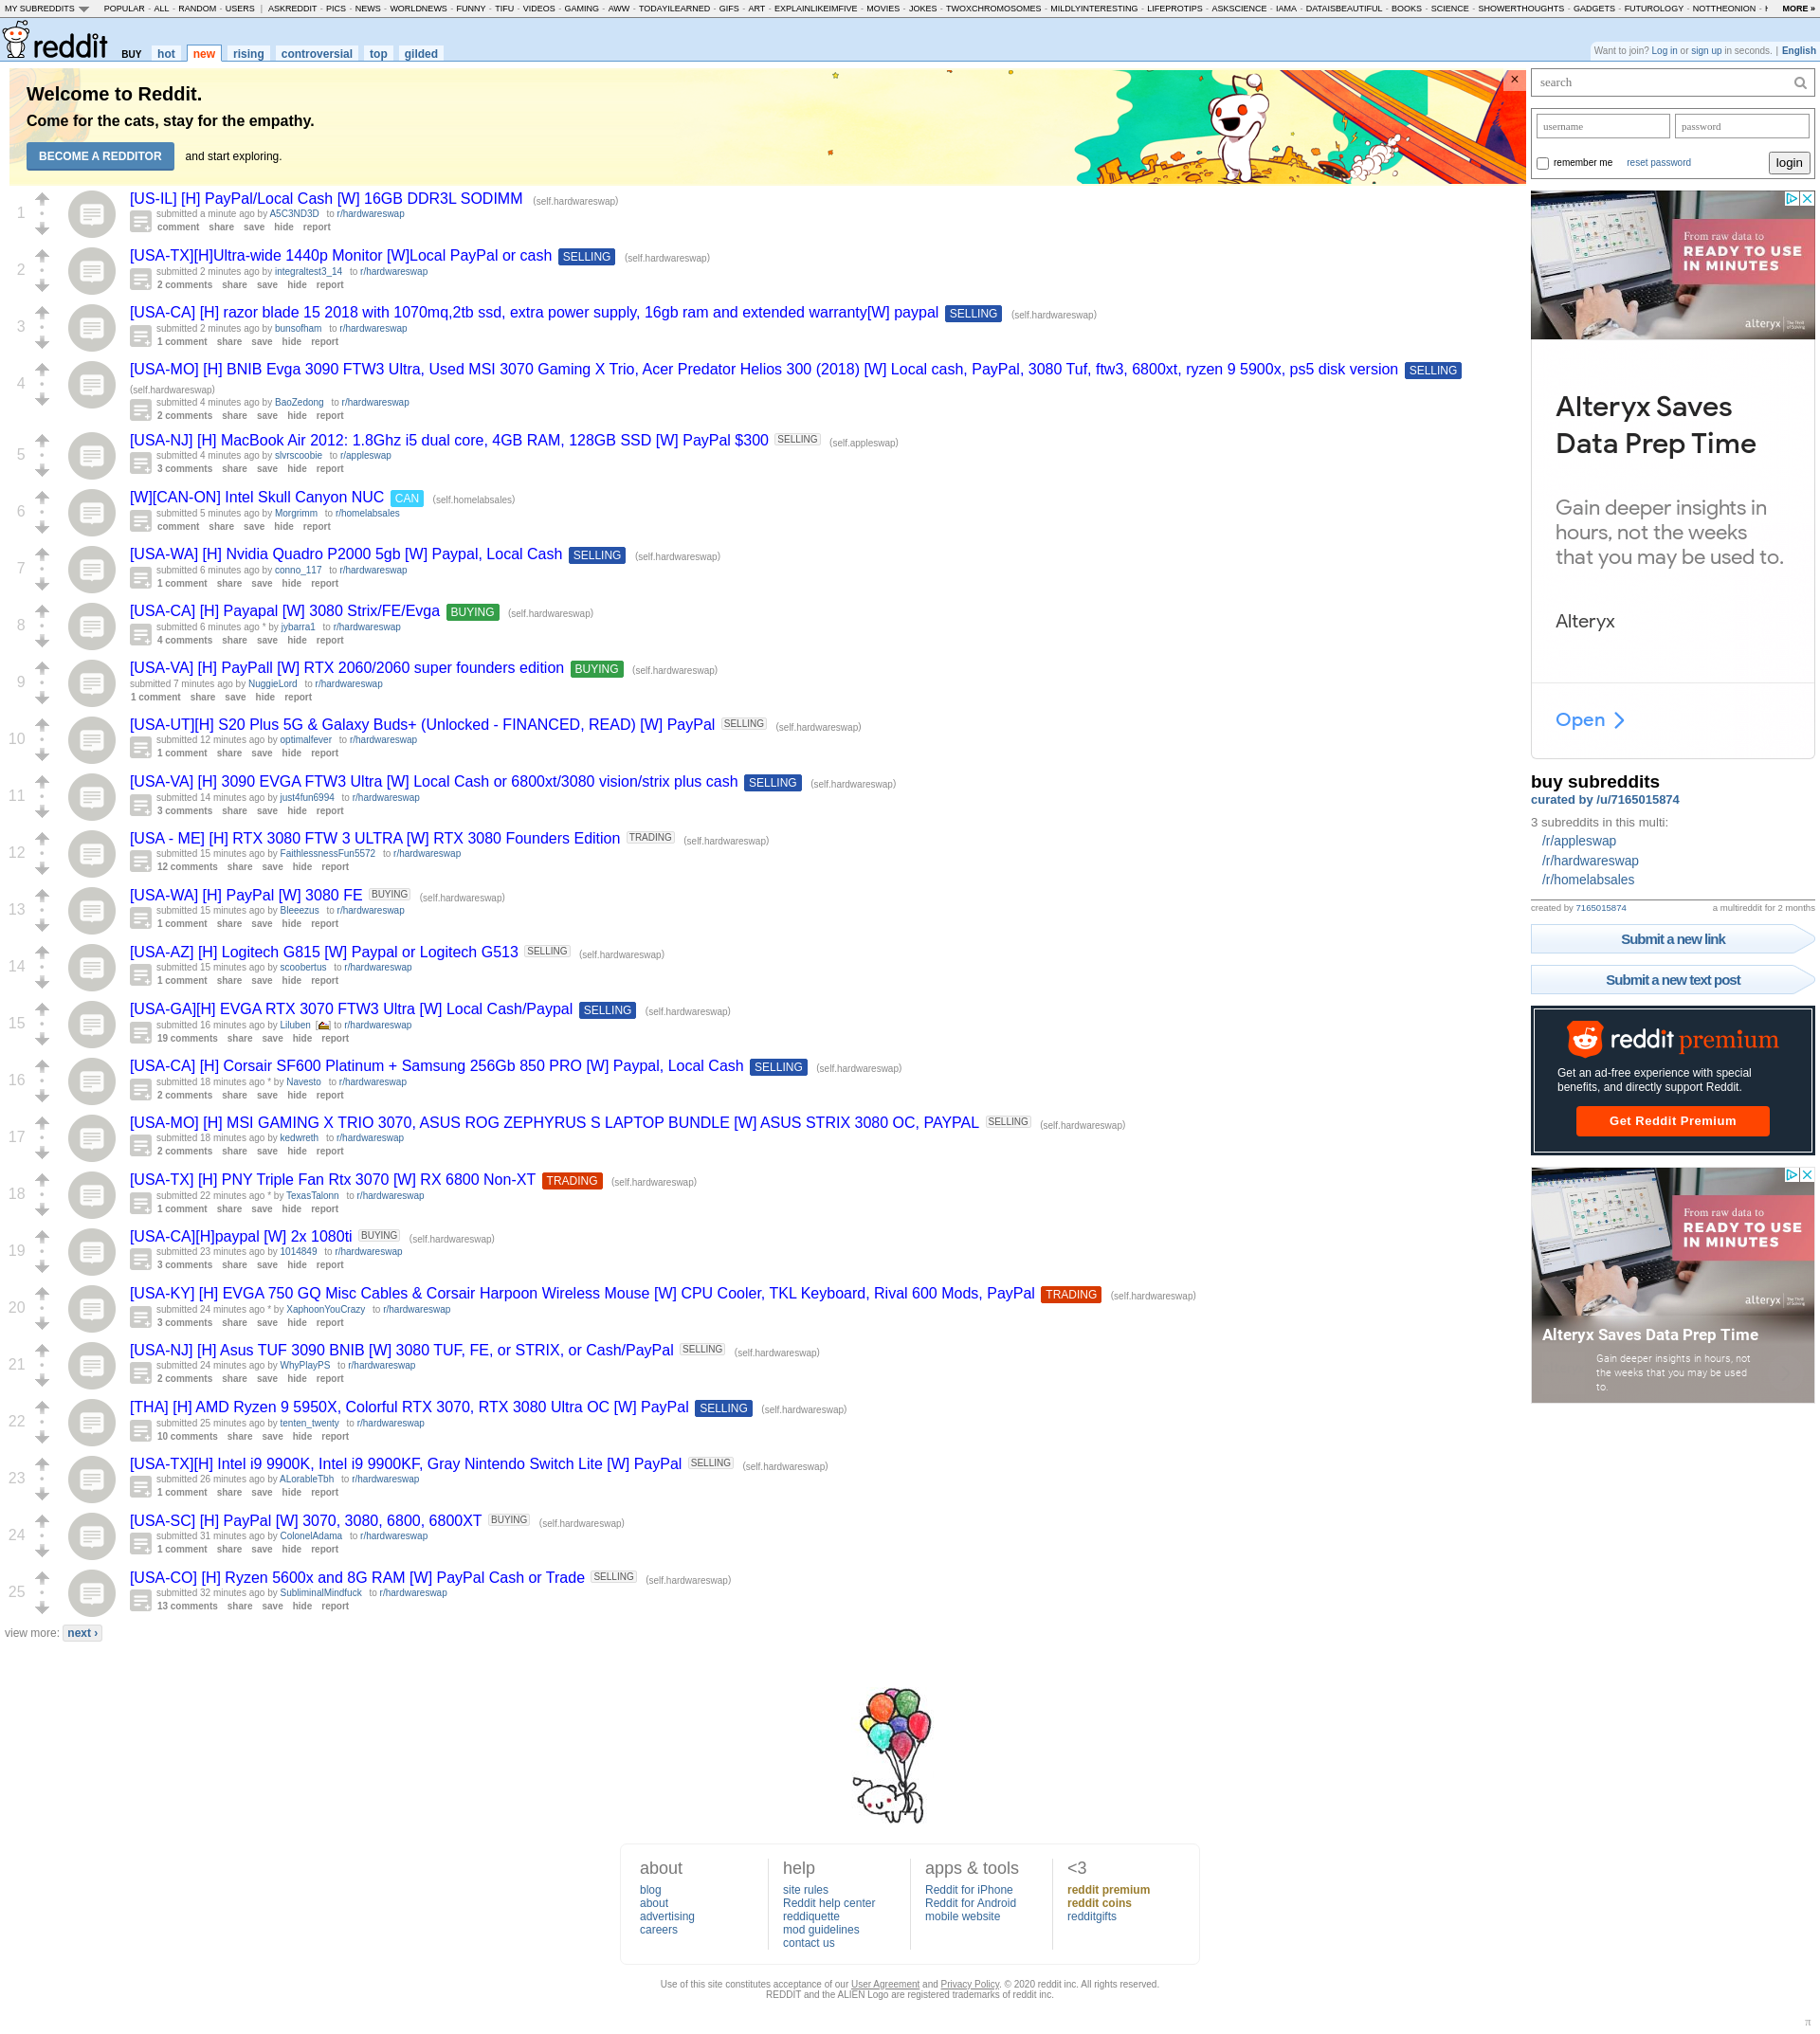 MY SUBREDDITS POPULAR - ALL - RANDOM - USERS | ASKREDDIT - PICS - NEWS - WORLDNEWS - FUNNY - TIFU - VIDEOS - GAMING - AWW - TODAYILEARNED - GIFS - ART - EXPLAINLIKEIMFIVE - MOVIES - JOKES - TWOXCHROMOSOMES - MILDLYINTERESTING - LIFEPROTIPS - ASKSCIENCE - IAMA - DATAISBEAUTIFUL - BOOKS - SCIENCE - SHOWERTHOUGHTS - GADGETS - FUTUROLOGY - NOTTHEONION - MORE »
reddit BUY hot new rising controversial top gilded
Want to join? Log in or sign up in seconds. | English
Welcome to Reddit.
Come for the cats, stay for the empathy.
BECOME A REDDITOR and start exploring.
×
1
[US-IL] [H] PayPal/Local Cash [W] 16GB DDR3L SODIMM (self.hardwareswap)
submitted a minute ago by A5C3ND3D to r/hardwareswap
comment share save hide report
2
[USA-TX][H]Ultra-wide 1440p Monitor [W]Local PayPal or cash SELLING (self.hardwareswap)
submitted 2 minutes ago by integraltest3_14 to r/hardwareswap
2 comments share save hide report
3
[USA-CA] [H] razor blade 15 2018 with 1070mq,2tb ssd, extra power supply, 16gb ram and extended warranty[W] paypal SELLING (self.hardwareswap)
submitted 2 minutes ago by bunsofham to r/hardwareswap
1 comment share save hide report
4
[USA-MO] [H] BNIB Evga 3090 FTW3 Ultra, Used MSI 3070 Gaming X Trio, Acer Predator Helios 300 (2018) [W] Local cash, PayPal, 3080 Tuf, ftw3, 6800xt, ryzen 9 5900x, ps5 disk version SELLING
(self.hardwareswap)
submitted 4 minutes ago by BaoZedong to r/hardwareswap
2 comments share save hide report
5
[USA-NJ] [H] MacBook Air 2012: 1.8Ghz i5 dual core, 4GB RAM, 128GB SSD [W] PayPal $300 SELLING (self.appleswap)
submitted 4 minutes ago by slvrscoobie to r/appleswap
3 comments share save hide report
6
[W][CAN-ON] Intel Skull Canyon NUC CAN (self.homelabsales)
submitted 5 minutes ago by Morgrimm to r/homelabsales
comment share save hide report
7
[USA-WA] [H] Nvidia Quadro P2000 5gb [W] Paypal, Local Cash SELLING (self.hardwareswap)
submitted 6 minutes ago by conno_117 to r/hardwareswap
1 comment share save hide report
8
[USA-CA] [H] Payapal [W] 3080 Strix/FE/Evga BUYING (self.hardwareswap)
submitted 6 minutes ago * by jybarra1 to r/hardwareswap
4 comments share save hide report
9
[USA-VA] [H] PayPall [W] RTX 2060/2060 super founders edition BUYING (self.hardwareswap)
submitted 7 minutes ago by NuggieLord to r/hardwareswap
1 comment share save hide report
10
[USA-UT][H] S20 Plus 5G & Galaxy Buds+ (Unlocked - FINANCED, READ) [W] PayPal SELLING (self.hardwareswap)
submitted 12 minutes ago by optimalfever to r/hardwareswap
1 comment share save hide report
11
[USA-VA] [H] 3090 EVGA FTW3 Ultra [W] Local Cash or 6800xt/3080 vision/strix plus cash SELLING (self.hardwareswap)
submitted 14 minutes ago by just4fun6994 to r/hardwareswap
3 comments share save hide report
12
[USA - ME] [H] RTX 3080 FTW 3 ULTRA [W] RTX 3080 Founders Edition TRADING (self.hardwareswap)
submitted 15 minutes ago by FaithlessnessFun5572 to r/hardwareswap
12 comments share save hide report
13
[USA-WA] [H] PayPal [W] 3080 FE BUYING (self.hardwareswap)
submitted 15 minutes ago by Bleeezus to r/hardwareswap
1 comment share save hide report
14
[USA-AZ] [H] Logitech G815 [W] Paypal or Logitech G513 SELLING (self.hardwareswap)
submitted 15 minutes ago by scoobertus to r/hardwareswap
1 comment share save hide report
15
[USA-GA][H] EVGA RTX 3070 FTW3 Ultra [W] Local Cash/Paypal SELLING (self.hardwareswap)
submitted 16 minutes ago by Liluben [] to r/hardwareswap
19 comments share save hide report
16
[USA-CA] [H] Corsair SF600 Platinum + Samsung 256Gb 850 PRO [W] Paypal, Local Cash SELLING (self.hardwareswap)
submitted 18 minutes ago * by Navesto to r/hardwareswap
2 comments share save hide report
17
[USA-MO] [H] MSI GAMING X TRIO 3070, ASUS ROG ZEPHYRUS S LAPTOP BUNDLE [W] ASUS STRIX 3080 OC, PAYPAL SELLING (self.hardwareswap)
submitted 18 minutes ago by kedwreth to r/hardwareswap
2 comments share save hide report
18
[USA-TX] [H] PNY Triple Fan Rtx 3070 [W] RX 6800 Non-XT TRADING (self.hardwareswap)
submitted 22 minutes ago * by TexasTalonn to r/hardwareswap
1 comment share save hide report
19
[USA-CA][H]paypal [W] 2x 1080ti BUYING (self.hardwareswap)
submitted 23 minutes ago by 1014849 to r/hardwareswap
3 comments share save hide report
20
[USA-KY] [H] EVGA 750 GQ Misc Cables & Corsair Harpoon Wireless Mouse [W] CPU Cooler, TKL Keyboard, Rival 600 Mods, PayPal TRADING (self.hardwareswap)
submitted 24 minutes ago * by XaphoonYouCrazy to r/hardwareswap
3 comments share save hide report
21
[USA-NJ] [H] Asus TUF 3090 BNIB [W] 3080 TUF, FE, or STRIX, or Cash/PayPal SELLING (self.hardwareswap)
submitted 24 minutes ago by WhyPlayPS to r/hardwareswap
2 comments share save hide report
22
[THA] [H] AMD Ryzen 9 5950X, Colorful RTX 3070, RTX 3080 Ultra OC [W] PayPal SELLING (self.hardwareswap)
submitted 25 minutes ago by tenten_twenty to r/hardwareswap
10 comments share save hide report
23
[USA-TX][H] Intel i9 9900K, Intel i9 9900KF, Gray Nintendo Switch Lite [W] PayPal SELLING (self.hardwareswap)
submitted 26 minutes ago by ALorableTbh to r/hardwareswap
1 comment share save hide report
24
[USA-SC] [H] PayPal [W] 3070, 3080, 6800, 6800XT BUYING (self.hardwareswap)
submitted 31 minutes ago by ColonelAdama to r/hardwareswap
1 comment share save hide report
25
[USA-CO] [H] Ryzen 5600x and 8G RAM [W] PayPal Cash or Trade SELLING (self.hardwareswap)
submitted 32 minutes ago by SubliminalMindfuck to r/hardwareswap
13 comments share save hide report
view more: next ›
search
username password
remember me reset password login
From raw data to
READY TO USE
IN MINUTES
alteryx
Alteryx Saves
Data Prep Time
Gain deeper insights in
hours, not the weeks
that you may be used to.
Alteryx
Open
buy subreddits
curated by /u/7165015874
3 subreddits in this multi:
/r/appleswap
/r/hardwareswap
/r/homelabsales
created by 7165015874 a multireddit for 2 months
Submit a new link
Submit a new text post
reddit premium
Get an ad-free experience with special
benefits, and directly support Reddit.
Get Reddit Premium
From raw data to
READY TO USE
IN MINUTES
alteryx
Alteryx Saves Data Prep Time
Gain deeper insights in hours, not
the weeks that you may be used
to.
about
blog
about
advertising
careers
help
site rules
Reddit help center
reddiquette
mod guidelines
contact us
apps & tools
Reddit for iPhone
Reddit for Android
mobile website
<3
reddit premium
reddit coins
redditgifts
Use of this site constitutes acceptance of our User Agreement and Privacy Policy. © 2020 reddit inc. All rights reserved.
REDDIT and the ALIEN Logo are registered trademarks of reddit inc.
π